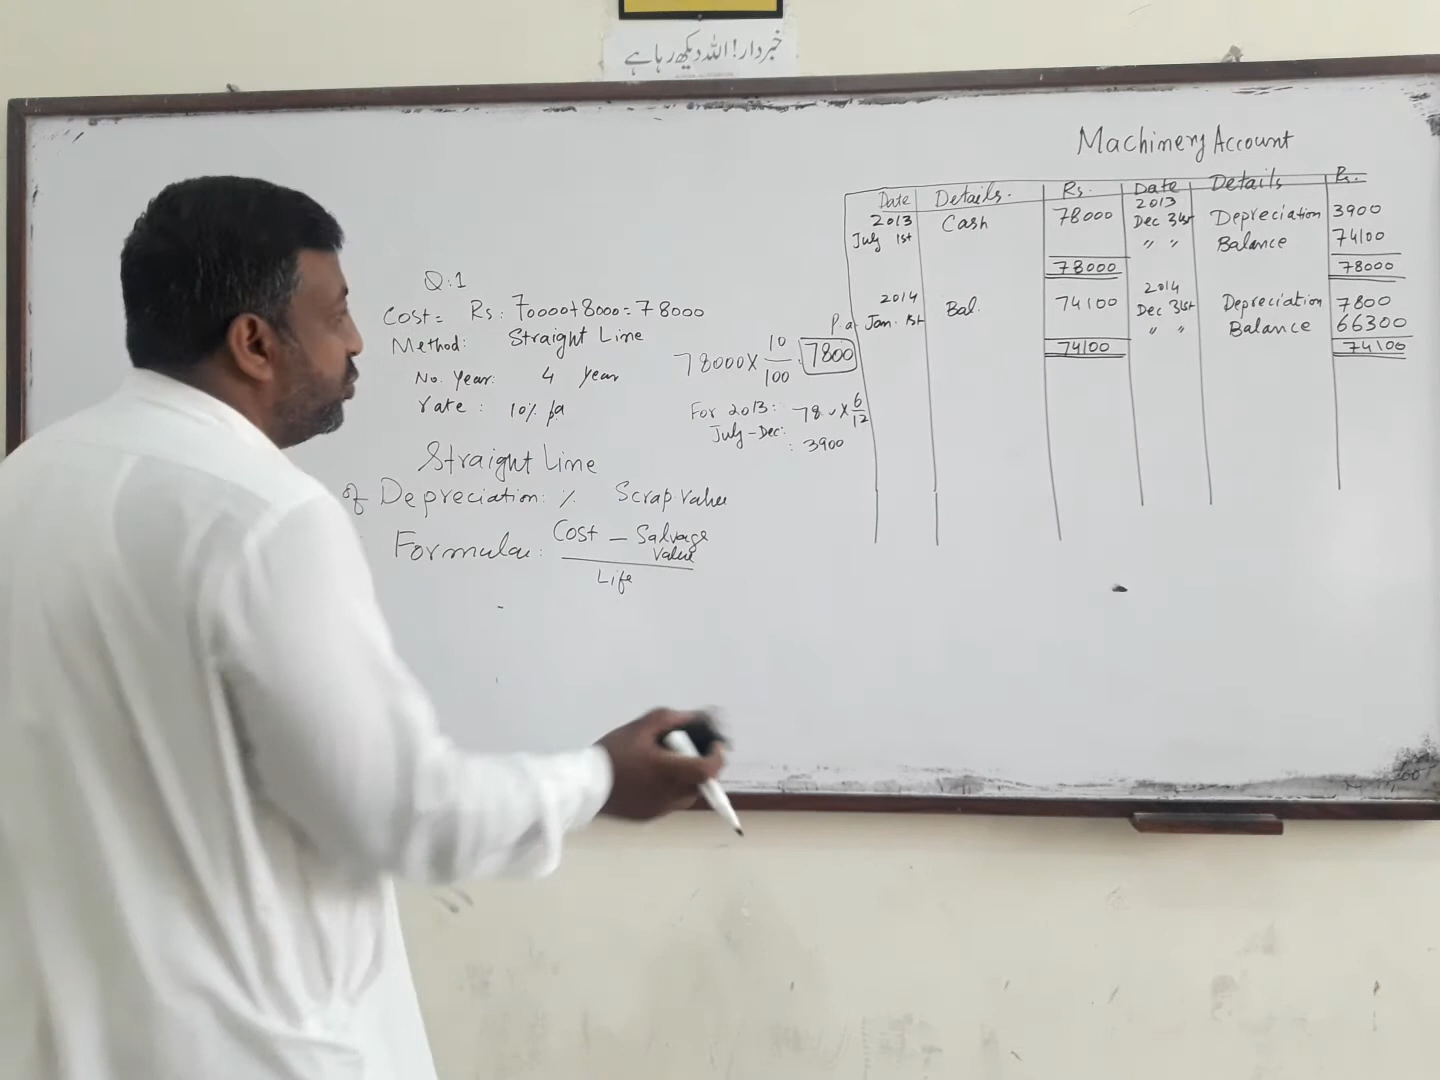 خبردار! اللہ دیکھ رہا ہے
Machinery Account
Date Details. Rs. Date Details Rs.
2013 2013
July 1st Cash 78000 Dec 31st Depreciation 3900
" " Balance 74100
78000 78000
2014 2014
Jan. 1st Bal. 74100 Dec 31st Depreciation 7800
" " Balance 66300
74100 74100
Q:1
Cost = Rs: 70000+8000=78000
Method: Straight Line
No. Year: 4 Year
rate: 10% pa
78000 × 10/100 7800 P.a
For 2013: × 6/12
July-Dec: : 3900
Straight Line
of Depreciation: % Scrap value
Formulae: Cost - Salvage Value
Life